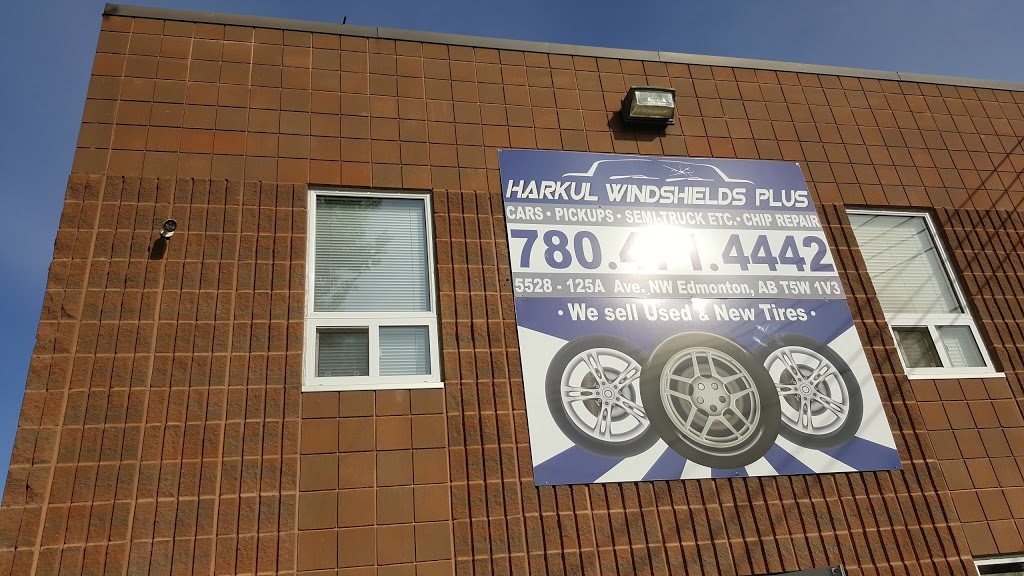 HARKUL WINDSHIELDS PLUS
CARS • PICKUPS • SEMI-TRUCK ETC. • CHIP REPAIR
780. .4442
5528 - 125A Ave. NW Edmonton, AB T5W 1V3
• We sell Used & New Tires •